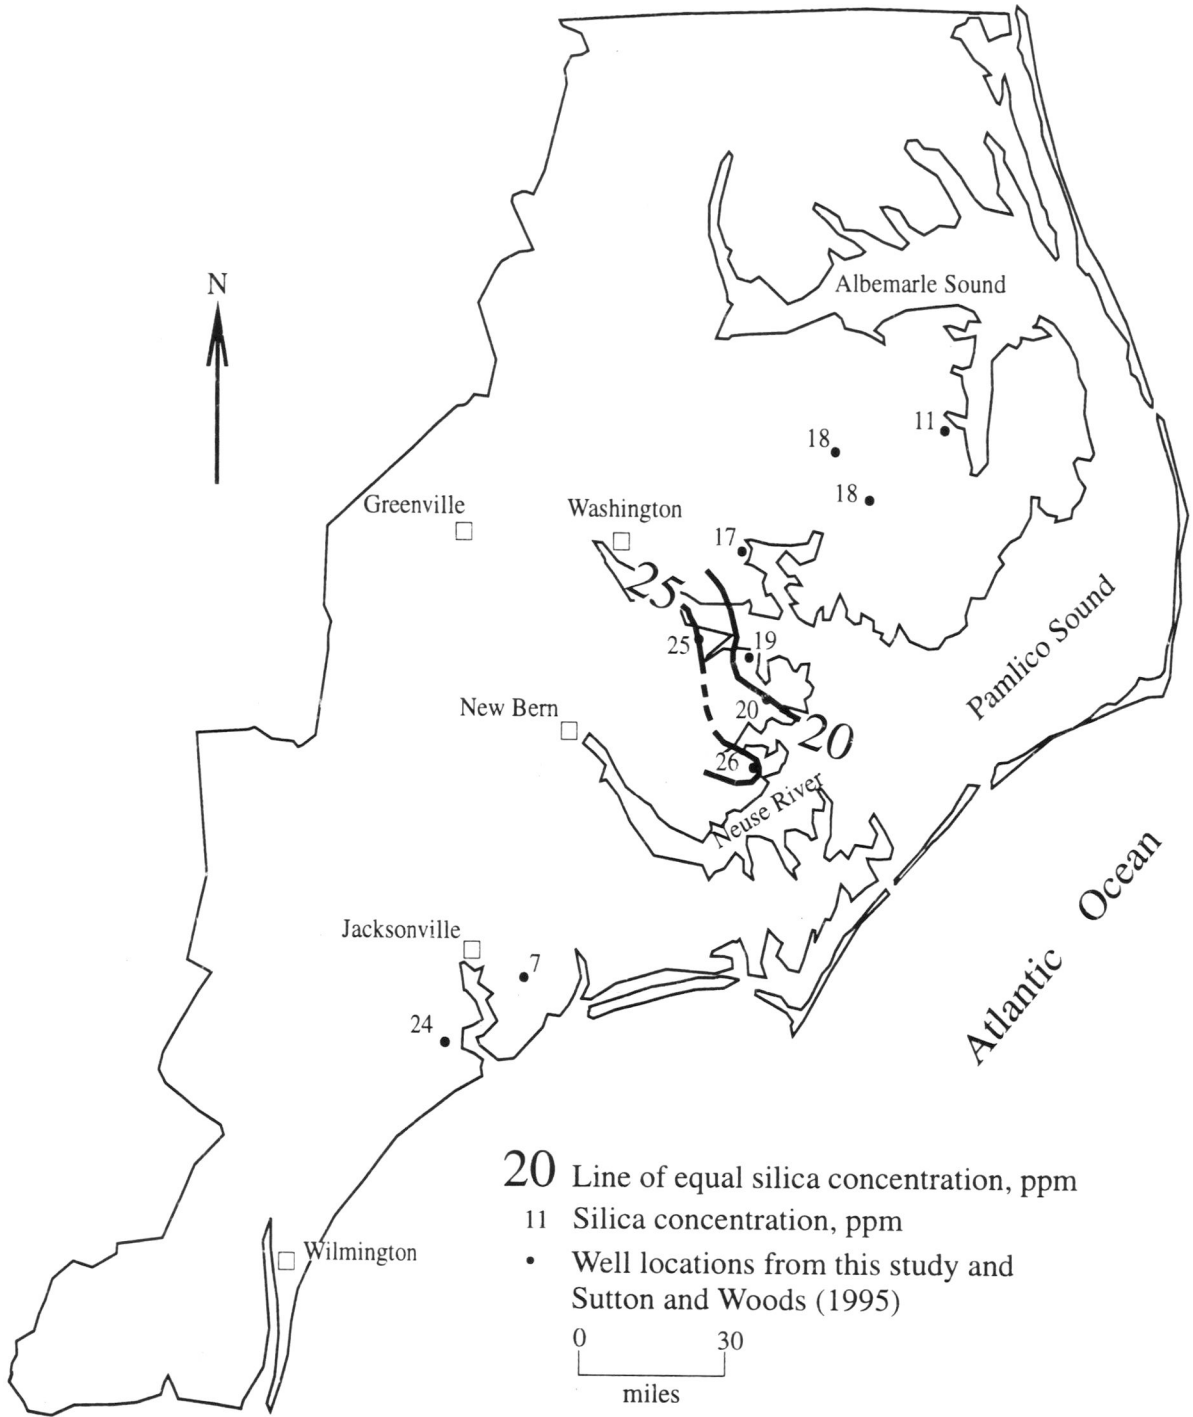 N
Albemarle Sound
11
18
18
Greenville
Washington
17
25
25
19
Pamlico Sound
New Bern
20
20
26
Neuse River
Atlantic Ocean
Jacksonville
7
24
20 Line of equal silica concentration, ppm
11 Silica concentration, ppm
• Well locations from this study and
Sutton and Woods (1995)
Wilmington
0 30
miles